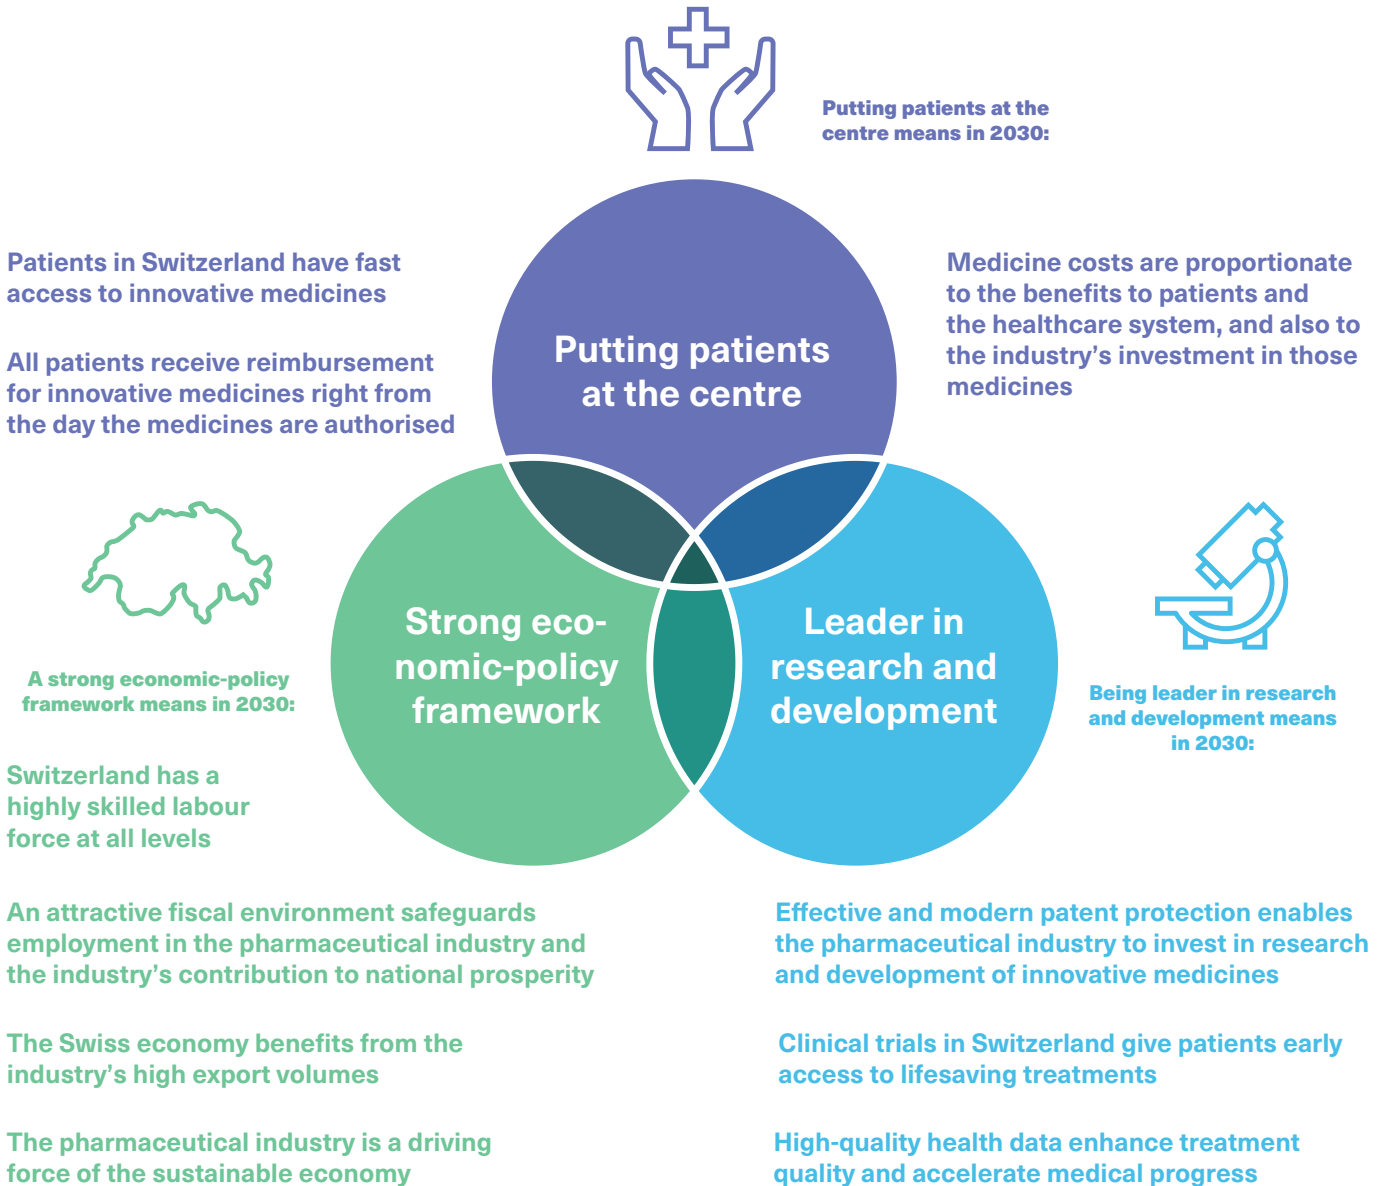 Putting patients at the
centre means in 2030:
Patients in Switzerland have fast
access to innovative medicines
All patients receive reimbursement
for innovative medicines right from
the day the medicines are authorised
Medicine costs are proportionate
to the benefits to patients and
the healthcare system, and also to
the industry’s investment in those
medicines
Putting patients
at the centre
Strong eco-
nomic-policy
framework
Leader in
research and
development
A strong economic-policy
framework means in 2030:
Switzerland has a
highly skilled labour
force at all levels
An attractive fiscal environment safeguards
employment in the pharmaceutical industry and
the industry’s contribution to national prosperity
The Swiss economy benefits from the
industry’s high export volumes
The pharmaceutical industry is a driving
force of the sustainable economy
Being leader in research
and development means
in 2030:
Effective and modern patent protection enables
the pharmaceutical industry to invest in research
and development of innovative medicines
Clinical trials in Switzerland give patients early
access to lifesaving treatments
High-quality health data enhance treatment
quality and accelerate medical progress